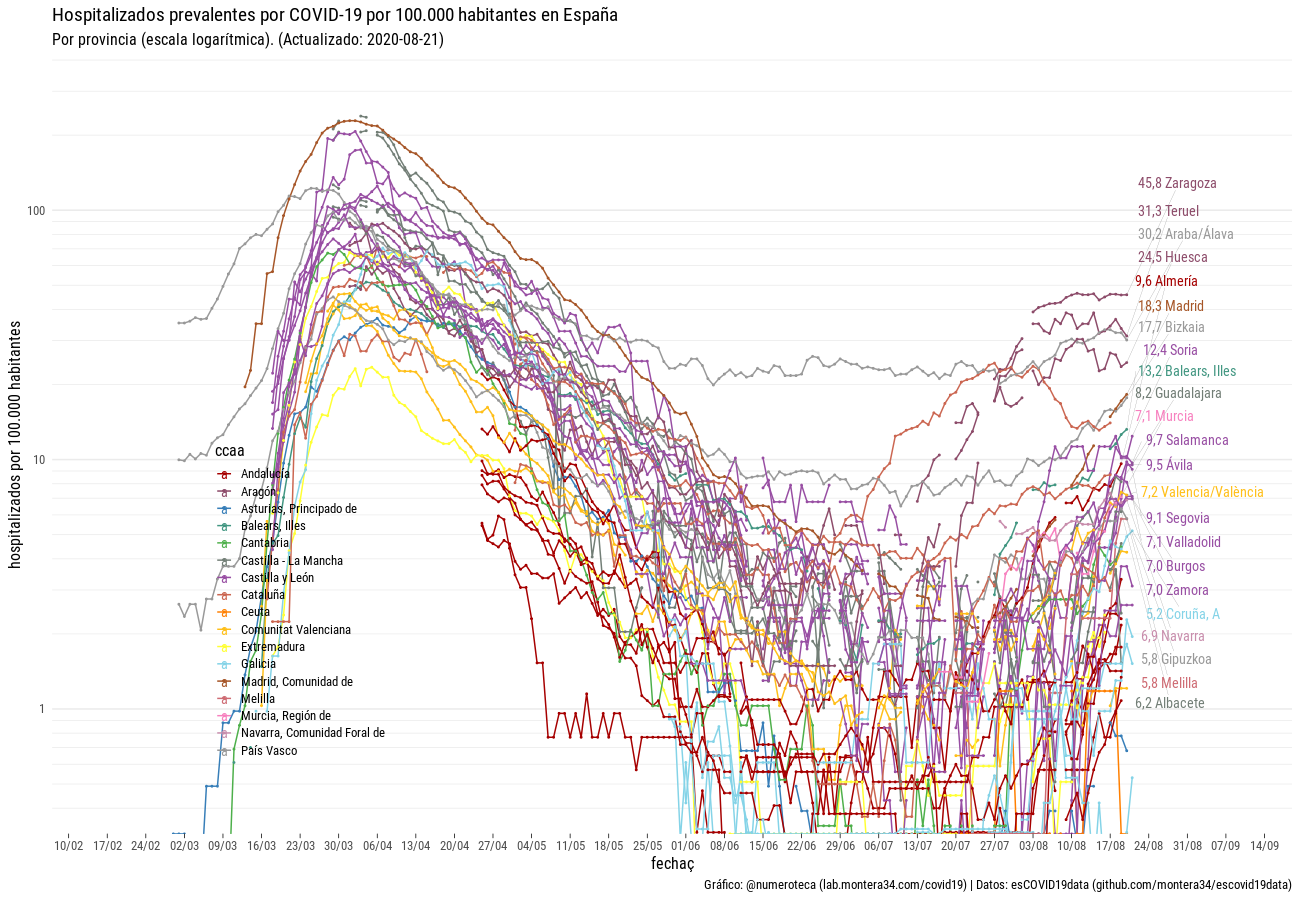 Hospitalizados prevalentes por COVID-19 por 100.000 habitantes en España
Por provincia (escala logarítmica). (Actualizado: 2020-08-21)
hospitalizados por 100.000 habitantes
100
10
1
ccaa
Andalucía
Aragón
Asturias, Principado de
Balears, Illes
Cantabria
Castilla - La Mancha
Castilla y León
Cataluña
Ceuta
Comunitat Valenciana
Extremadura
Galicia
Madrid, Comunidad de
Melilla
Murcia, Región de
Navarra, Comunidad Foral de
País Vasco
45,8 Zaragoza
31,3 Teruel
30,2 Araba/Álava
24,5 Huesca
9,6 Almería
18,3 Madrid
17,7 Bizkaia
12,4 Soria
13,2 Balears, Illes
8,2 Guadalajara
7,1 Murcia
9,7 Salamanca
9,5 Ávila
7,2 Valencia/València
9,1 Segovia
7,1 Valladolid
7,0 Burgos
7,0 Zamora
5,2 Coruña, A
6,9 Navarra
5,8 Gipuzkoa
5,8 Melilla
6,2 Albacete
10/02 17/02 24/02 02/03 09/03 16/03 23/03 30/03 06/04 13/04 20/04 27/04 04/05 11/05 18/05 25/05 01/06 08/06 15/06 22/06 29/06 06/07 13/07 20/07 27/07 03/08 10/08 17/08 24/08 31/08 07/09 14/09
fechaç
Gráfico: @numeroteca (lab.montera34.com/covid19) | Datos: esCOVID19data (github.com/montera34/escovid19data)